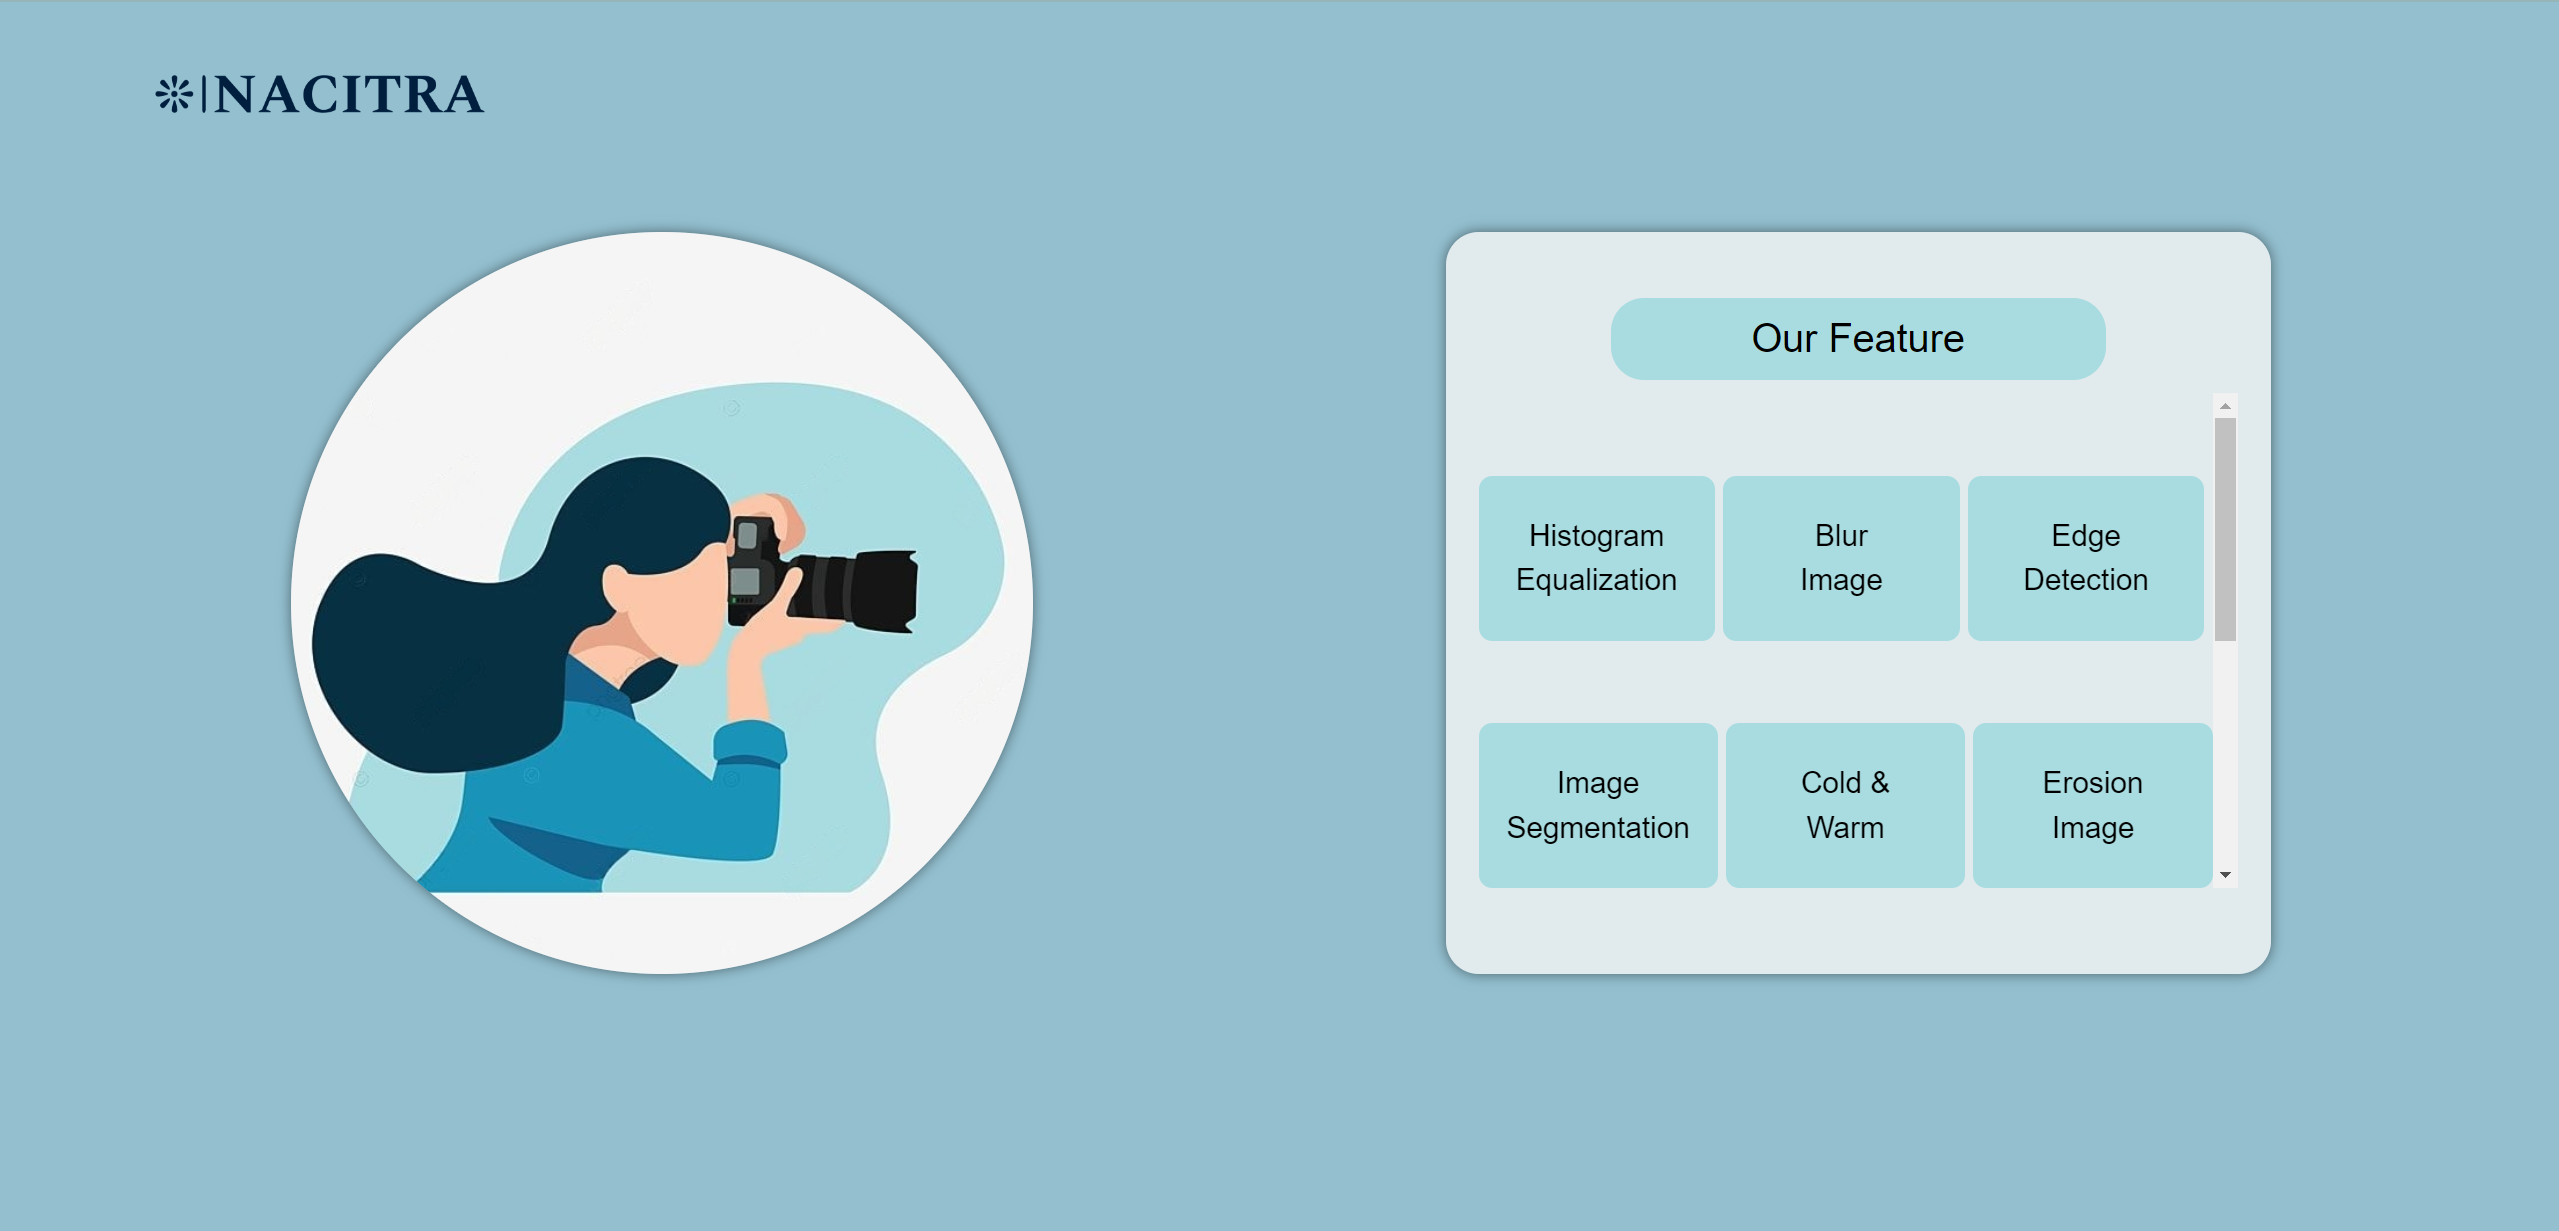 NACITRA
Our Feature
Histogram
Equalization
Blur
Image
Edge
Detection
Image
Segmentation
Cold &
Warm
Erosion
Image